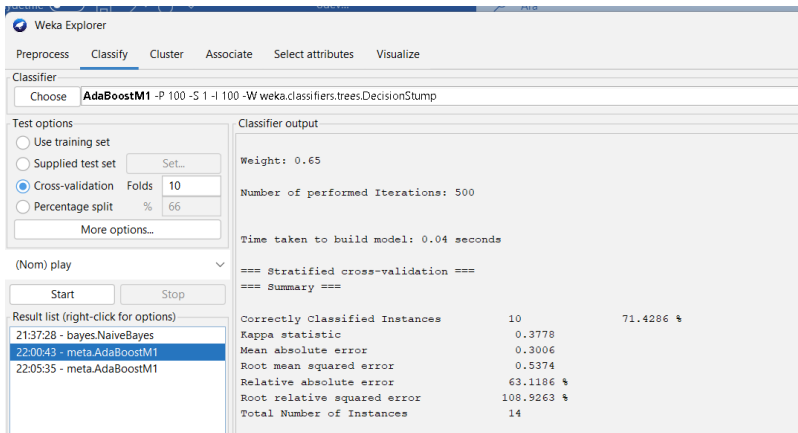 Weka Explorer
Preprocess Classify Cluster Associate Select attributes Visualize
Classifier
Choose AdaBoostM1 -P 100 -S 1 -I 100 -W weka.classifiers.trees.DecisionStump
Test options
Use training set
Supplied test set Set...
Cross-validation Folds 10
Percentage split % 66
More options...
(Nom) play
Start Stop
Result list (right-click for options)
21:37:28 - bayes.NaiveBayes
22:00:43 - meta.AdaBoostM1
22:05:35 - meta.AdaBoostM1
Classifier output
Weight: 0.65
Number of performed Iterations: 500
Time taken to build model: 0.04 seconds
=== Stratified cross-validation ===
=== Summary ===
Correctly Classified Instances 10 71.4286 %
Kappa statistic 0.3778
Mean absolute error 0.3006
Root mean squared error 0.5374
Relative absolute error 63.1186 %
Root relative squared error 108.9263 %
Total Number of Instances 14